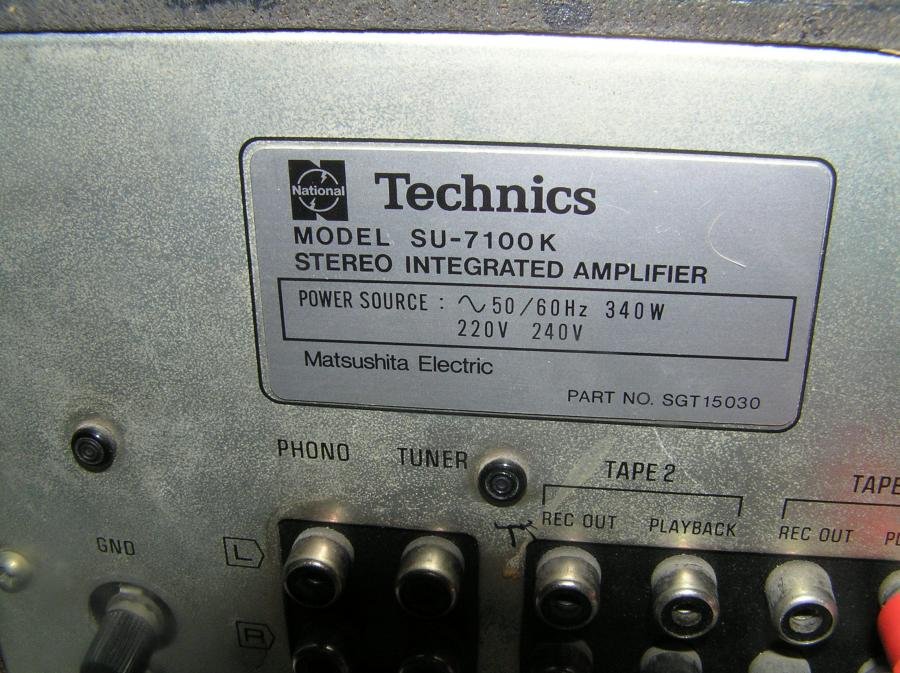 National
Technics
MODEL SU-7100K
STEREO INTEGRATED AMPLIFIER
POWER SOURCE : ∿ 50/60Hz 340W
220V 240V
Matsushita Electric
PART NO. SGT15030
PHONO TUNER
TAPE 2
TAPE
REC OUT PLAYBACK
REC OUT
GND
L
R